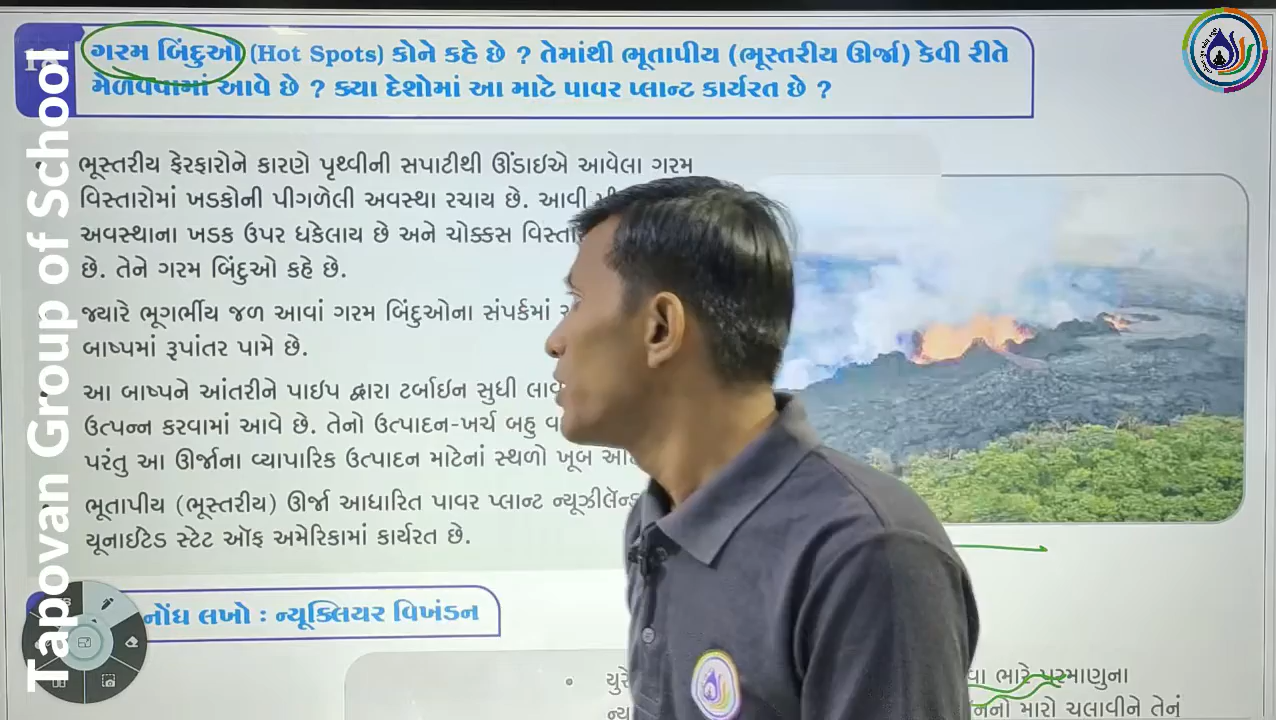 ગરમ બિંદુઓ (Hot Spots) કોને કહે છે ? તેમાંથી ભૂતાપીય (ભૂસ્તરીય ઊર્જા) કેવી રીતે
મેળવવામાં આવે છે ? ક્યા દેશોમાં આ માટે પાવર પ્લાન્ટ કાર્યરત છે ?
ભૂસ્તરીય ફેરફારોને કારણે પૃથ્વીની સપાટીથી ઊંડાઈએ આવેલા ગરમ
વિસ્તારોમાં ખડકોની પીગળેલી અવસ્થા રચાય છે. આવી
અવસ્થાના ખડક ઉપર ધકેલાય છે અને ચોક્કસ
છે. તેને ગરમ બિંદુઓ કહે છે.
જ્યારે ભૂગર્ભીય જળ આવાં ગરમ બિંદુઓના સંપર્કમાં
બાષ્પમાં રૂપાંતર પામે છે.
આ બાષ્પને આંતરીને પાઇપ દ્વારા ટર્બાઇન સુધી
ઉત્પન્ન કરવામાં આવે છે. તેનો ઉત્પાદન-ખર્ચ બહુ
પરંતુ આ ઊર્જાના વ્યાપારિક ઉત્પાદન માટેનાં સ્થળો ખૂબ
ભૂતાપીય (ભૂસ્તરીય) ઊર્જા આધારિત પાવર પ્લાન્ટ ન્યૂઝીલૅન્ડ
યૂનાઇટેડ સ્ટેટ ઑફ અમેરિકામાં કાર્યરત છે.
નોંધ લખો : ન્યૂક્લિયર વિખંડન
ભારે પરમાણુના
મારો ચલાવીને તેનું
Tapovan Group of School